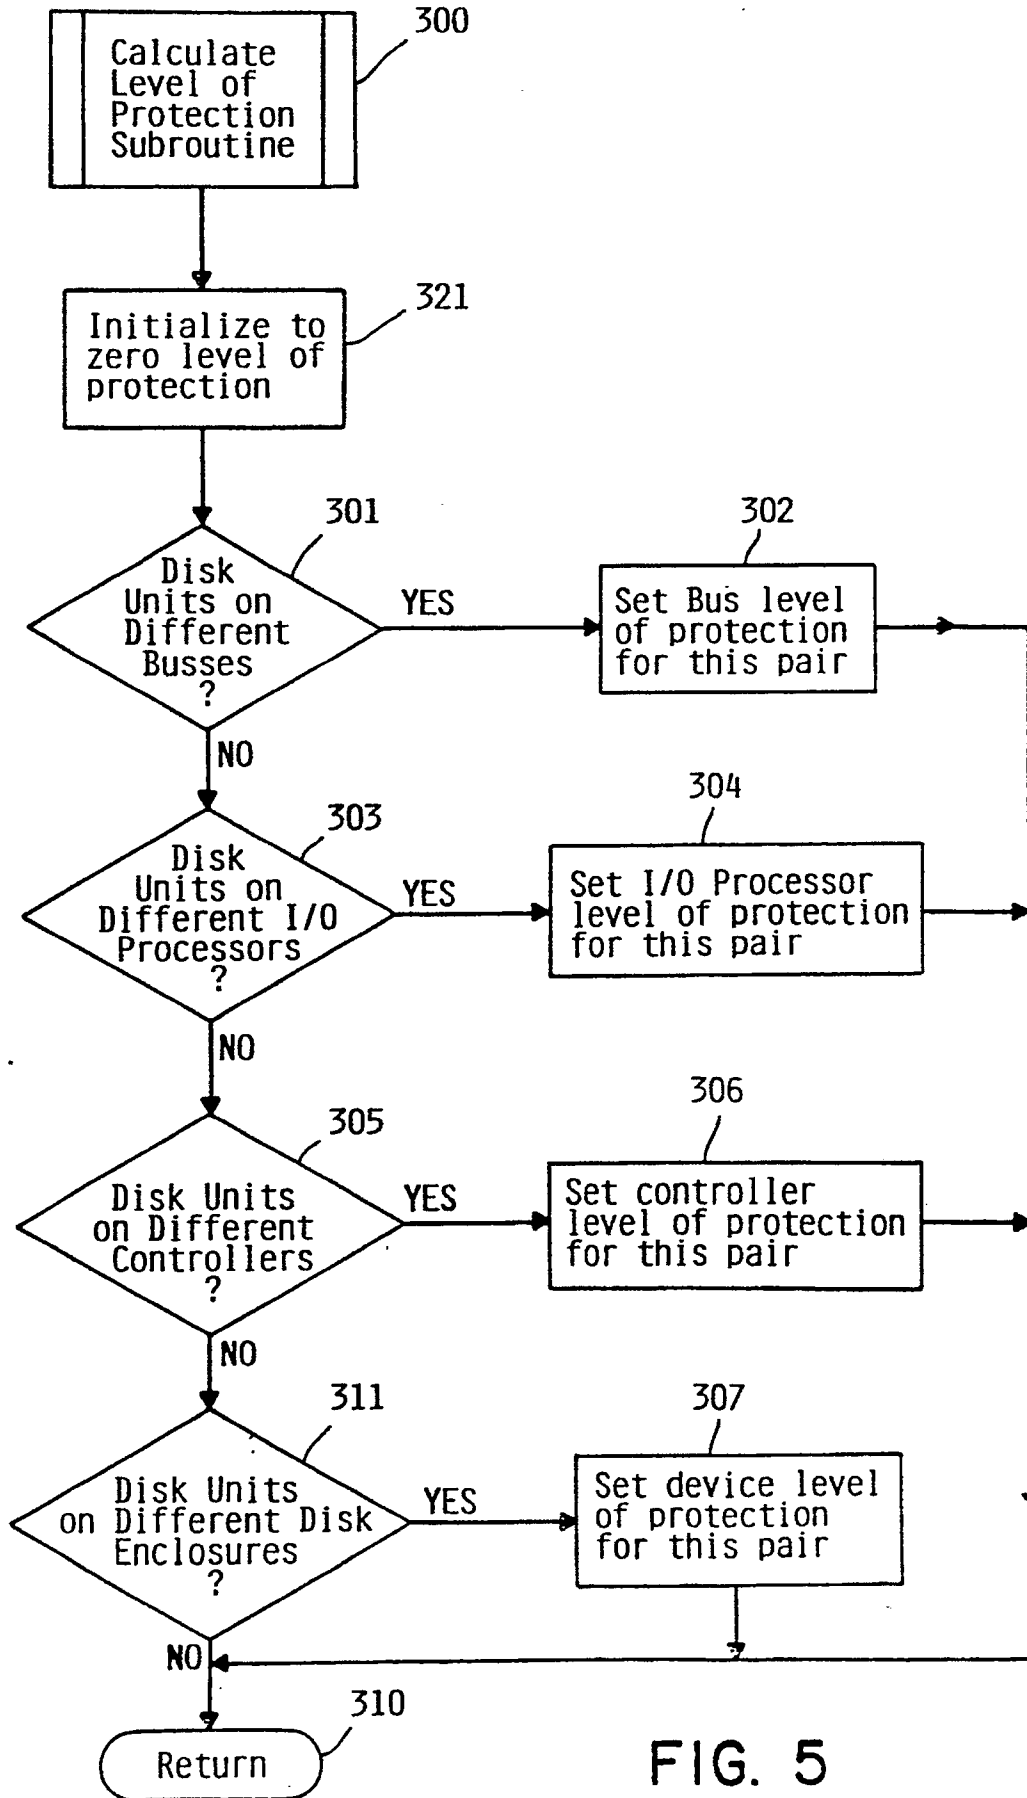 300
Calculate
Level of
Protection
Subroutine
321
Initialize to
zero level of
protection
301
Disk
Units on
Different
Busses
?
YES
302
Set Bus level
of protection
for this pair
NO
303
Disk
Units on
Different I/O
Processors
?
YES
304
Set I/O Processor
level of protection
for this pair
NO
305
Disk Units
on Different
Controllers
?
YES
306
Set controller
level of protection
for this pair
NO
311
Disk Units
on Different Disk
Enclosures
?
YES
307
Set device level
of protection
for this pair
NO
310
Return
FIG. 5